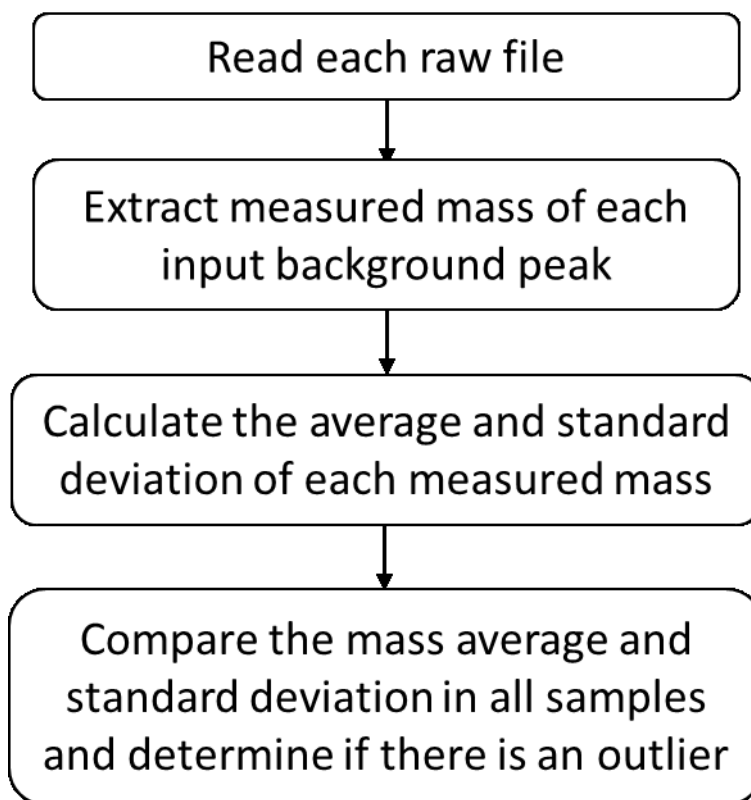 Read each raw file
Extract measured mass of each
input background peak
Calculate the average and standard
deviation of each measured mass
Compare the mass average and
standard deviation in all samples
and determine if there is an outlier